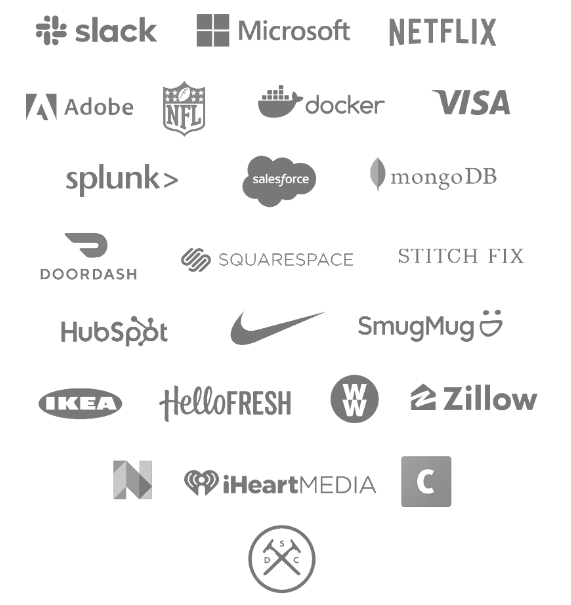 slack Microsoft NETFLIX
Adobe NFL docker VISA
splunk> salesforce mongoDB
DOORDASH SQUARESPACE STITCH FIX
HubSpot SmugMug
IKEA HelloFRESH WW Zillow
N iHeartMEDIA C
S
D C